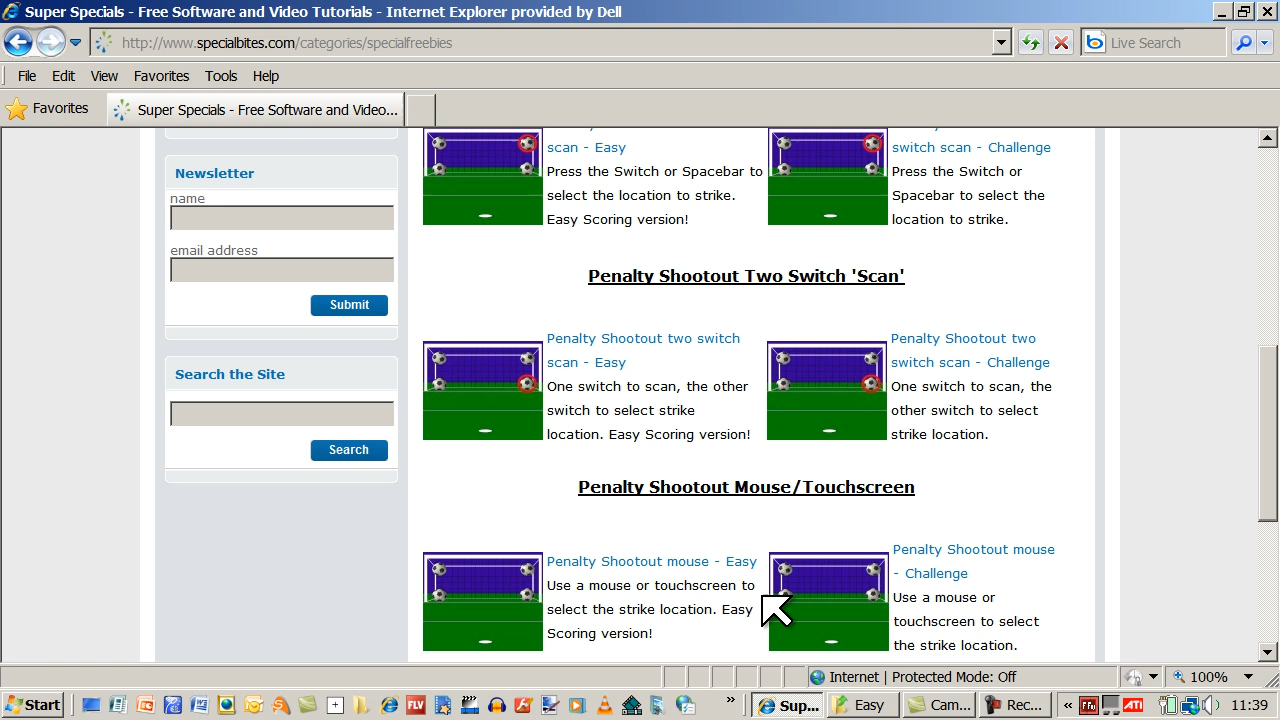 Super Specials - Free Software and Video Tutorials - Internet Explorer provided by Dell
http://www.specialbites.com/categories/specialfreebies
Live Search
File Edit View Favorites Tools Help
Favorites
Super Specials - Free Software and Video...
Newsletter
name
email address
Submit
Search the Site
Search
scan - Easy
Press the Switch or Spacebar to
select the location to strike.
Easy Scoring version!
switch scan - Challenge
Press the Switch or
Spacebar to select the
location to strike.
Penalty Shootout Two Switch 'Scan'
Penalty Shootout two switch
scan - Easy
One switch to scan, the other
switch to select strike
location. Easy Scoring version!
Penalty Shootout two
switch scan - Challenge
One switch to scan, the
other switch to select
strike location.
Penalty Shootout Mouse/Touchscreen
Penalty Shootout mouse - Easy
Use a mouse or touchscreen to
select the strike location. Easy
Scoring version!
Penalty Shootout mouse
- Challenge
Use a mouse or
touchscreen to select
the strike location.
Internet | Protected Mode: Off
100%
Start
FLV
Sup...
Easy
Cam...
Rec...
ATI
11:39